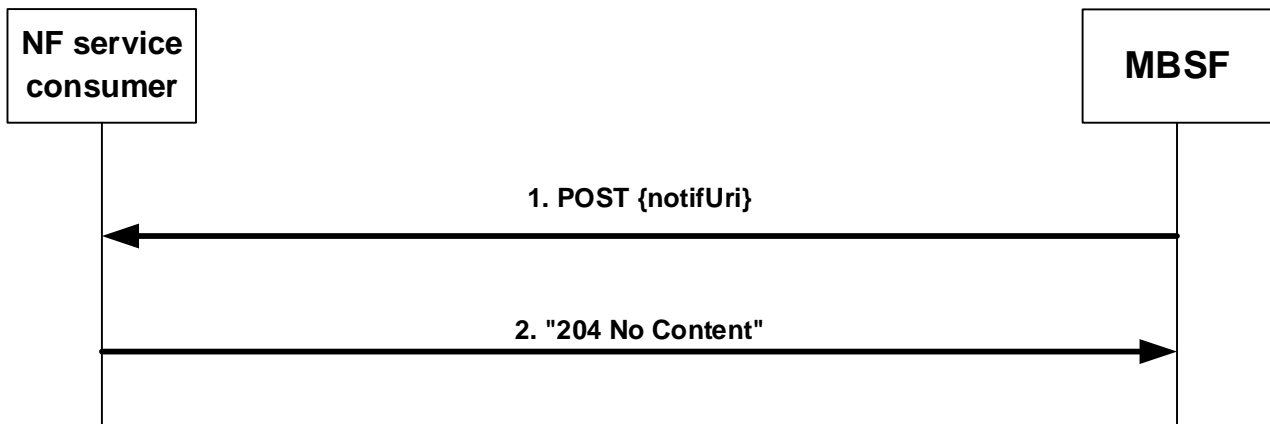 NF service
consumer
MBSF
1. POST {notifUri}
2. "204 No Content"